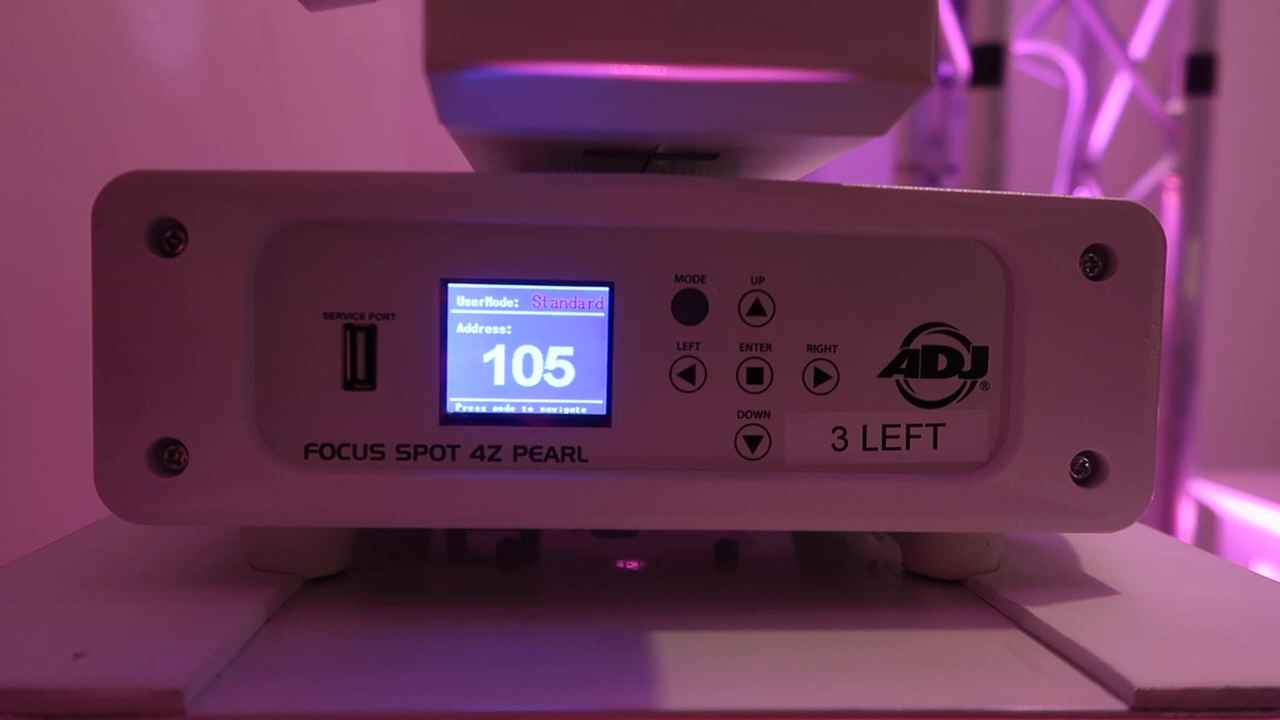 SERVICE PORT
UserMode: Standard
Address:
105
Press mode to navigate
FOCUS SPOT 4Z PEARL
MODE
UP
LEFT
ENTER
RIGHT
DOWN
ADJ®
3 LEFT